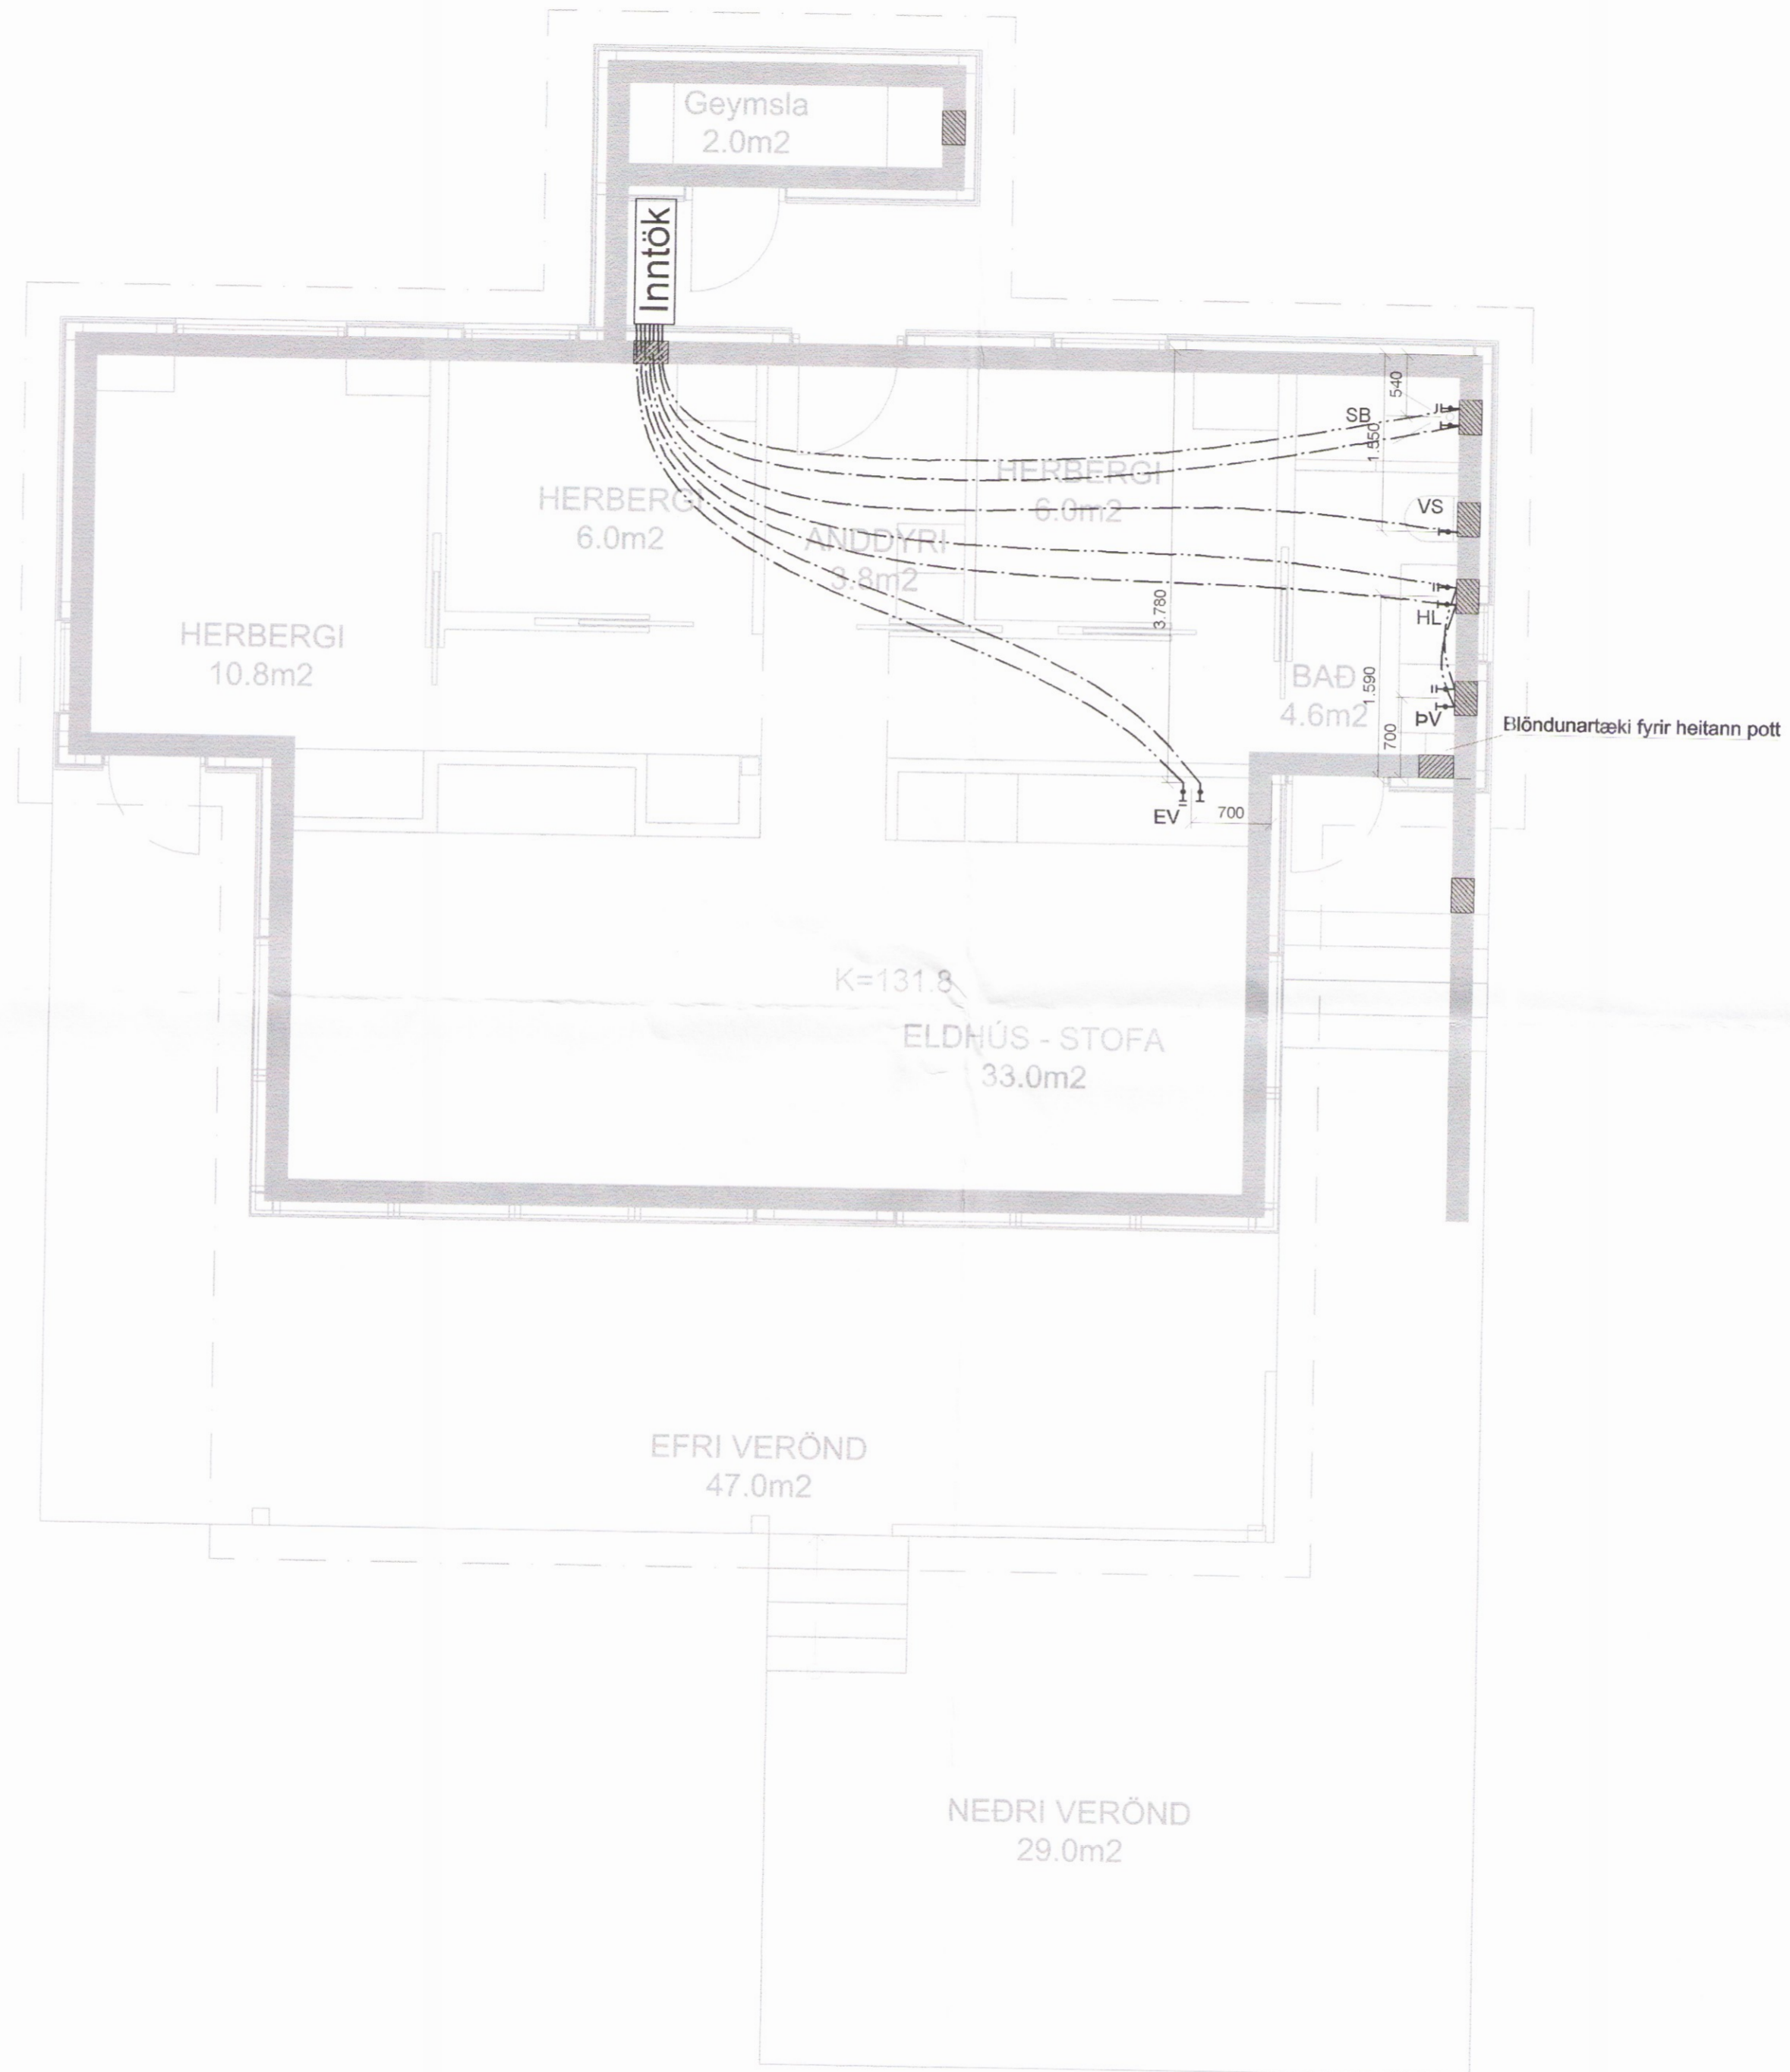 Geymsla
2.0m2
Inntök
540
SB
1.550
HERBERGI
6.0m2
HERBERGI
6.0m2
VS
ANDDYRI
3.8m2
3.780
HL
HERBERGI
10.8m2
BAÐ
4.6m2
1.590
700
ÞV
Blöndunartæki fyrir heitann pott
EV
700
K=131.8
ELDHÚS - STOFA
33.0m2
EFRI VERÖND
47.0m2
NEÐRI VERÖND
29.0m2